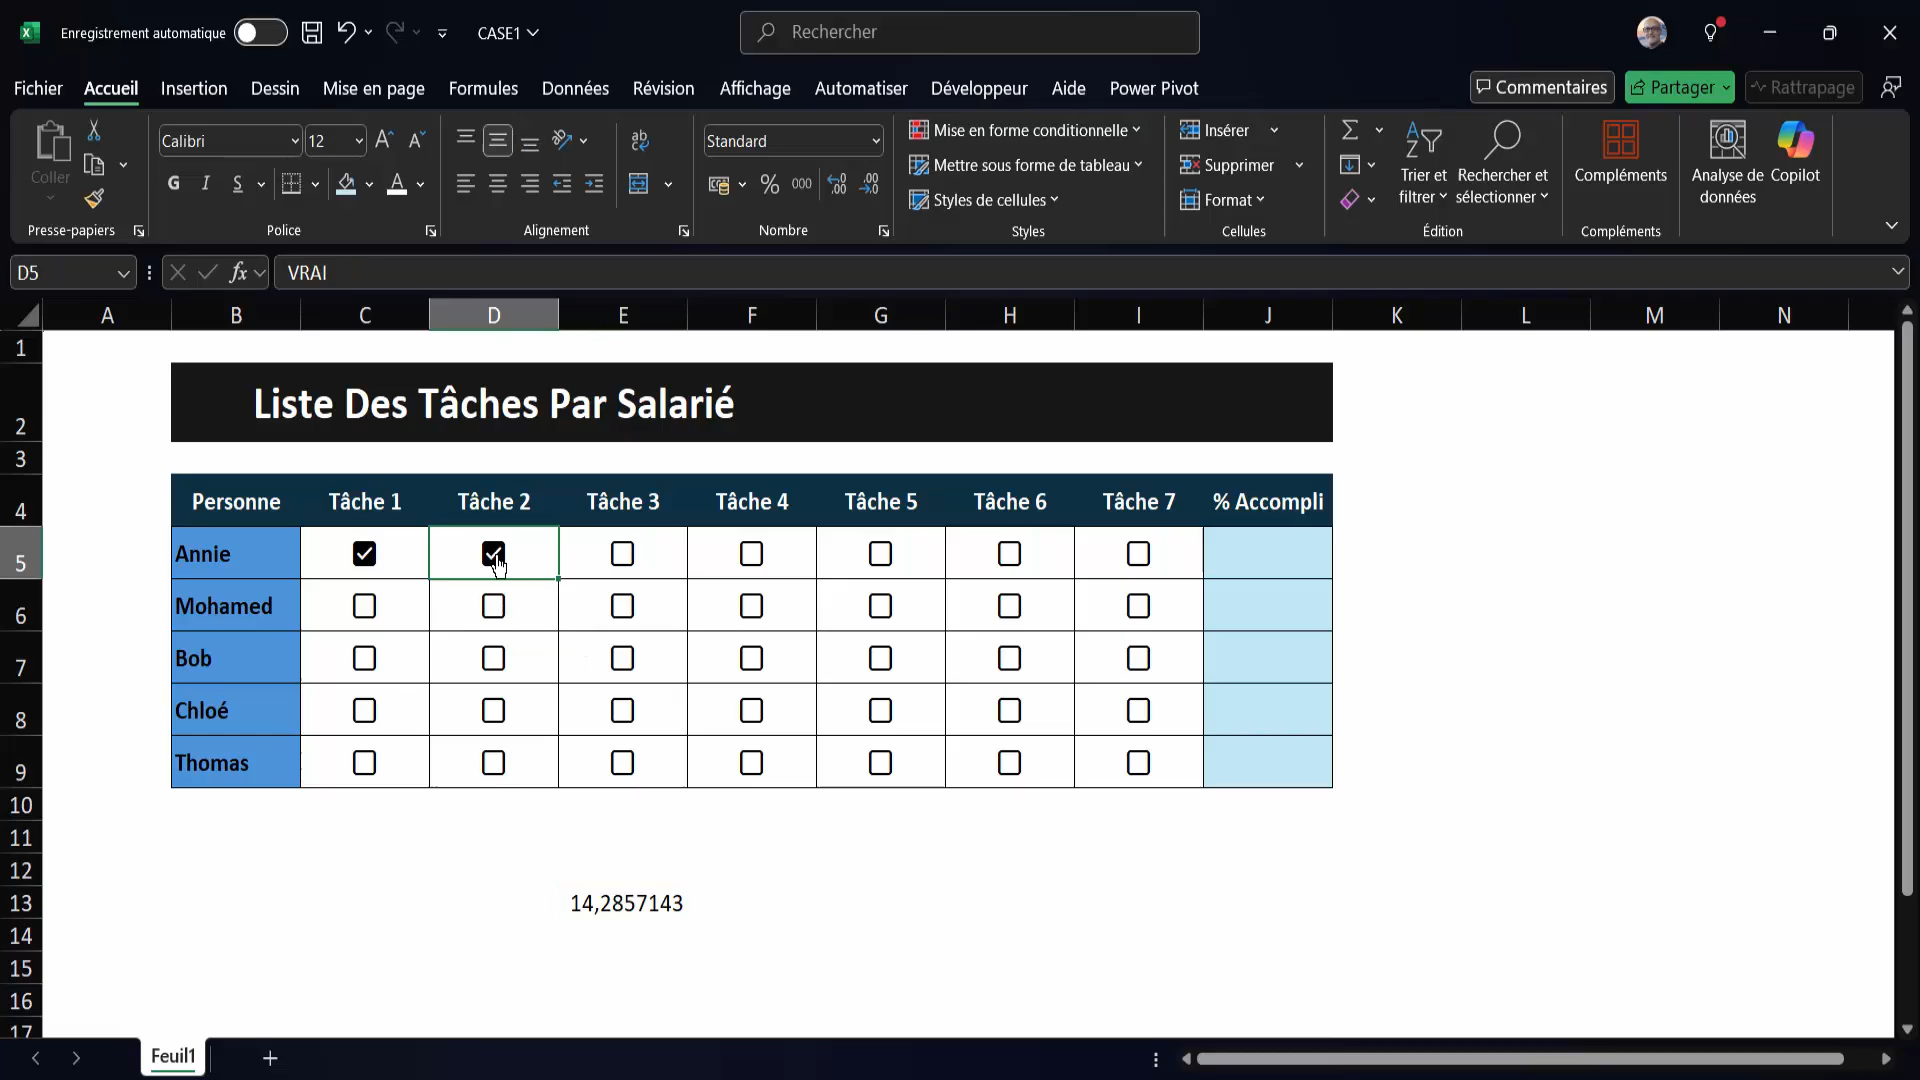 Enregistrement automatique CASE1 Rechercher
Fichier Accueil Insertion Dessin Mise en page Formules Données Révision Affichage Automatiser Développeur Aide Power Pivot Commentaires Partager Rattrapage
Coller
Presse-papiers
Calibri 12
G I S
Police
ab
Alignement
Standard
% 000
Nombre
Mise en forme conditionnelle
Mettre sous forme de tableau
Styles de cellules
Styles
Insérer
Supprimer
Format
Cellules
Trier et filtrer
Rechercher et sélectionner
Édition
Compléments
Compléments
Analyse de données
Copilot
D5 fx VRAI
A B C D E F G H I J K L M N
1
2 Liste Des Tâches Par Salarié
3
4 Personne Tâche 1 Tâche 2 Tâche 3 Tâche 4 Tâche 5 Tâche 6 Tâche 7 % Accompli
5 Annie
6 Mohamed
7 Bob
8 Chloé
9 Thomas
10
11
12
13 14,2857143
14
15
16
17
Feuil1